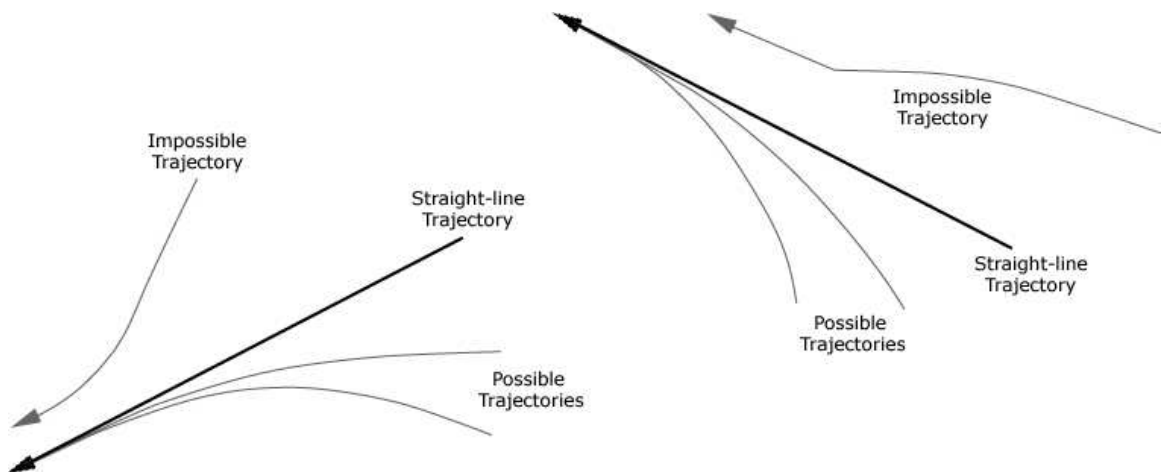 Impossible
Trajectory
Straight-line
Trajectory
Possible
Trajectories
Impossible
Trajectory
Straight-line
Trajectory
Possible
Trajectories